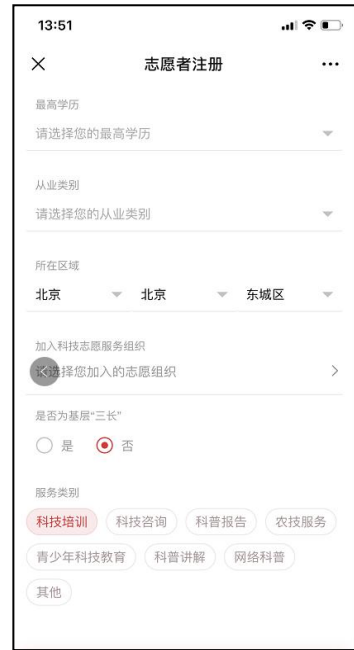 13:51
志愿者注册
最高学历
请选择您的最高学历
从业类别
请选择您的从业类别
所在区域
北京 北京 东城区
加入科技志愿服务组织
选择您加入的志愿组织
是否为基层“三长”
是 否
服务类别
科技培训 科技咨询 科普报告 农技服务
青少年科技教育 科普讲解 网络科普
其他